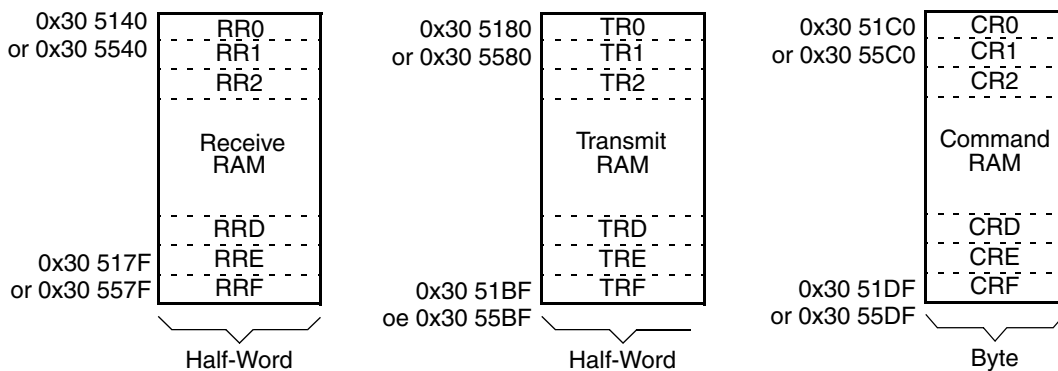 0x30 5140
or 0x30 5540
RR0
RR1
RR2
Receive
RAM
RRD
RRE
RRF
0x30 517F
or 0x30 557F
Half-Word
0x30 5180
or 0x30 5580
TR0
TR1
TR2
Transmit
RAM
TRD
TRE
TRF
0x30 51BF
oe 0x30 55BF
Half-Word
0x30 51C0
or 0x30 55C0
CR0
CR1
CR2
Command
RAM
CRD
CRE
CRF
0x30 51DF
or 0x30 55DF
Byte